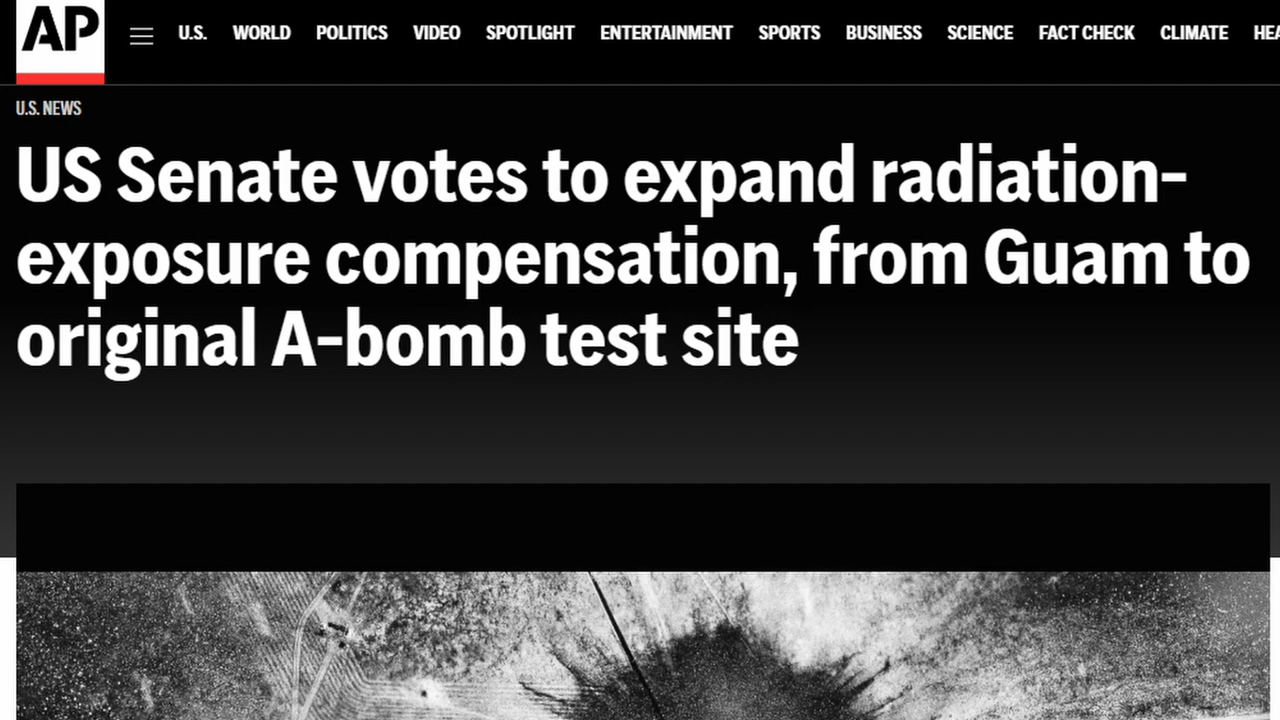 AP
U.S. WORLD POLITICS VIDEO SPOTLIGHT ENTERTAINMENT SPORTS BUSINESS SCIENCE FACT CHECK CLIMATE
U.S. NEWS
US Senate votes to expand radiation-
exposure compensation, from Guam to
original A-bomb test site